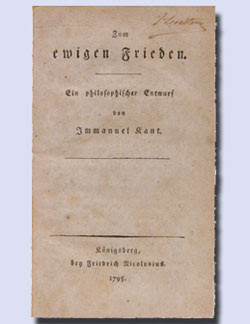 Zum
ewigen Frieden.
Ein philosophischer Entwurf
von
Immanuel Kant.
Königsberg,
bey Friedrich Nicolovius.
1795.